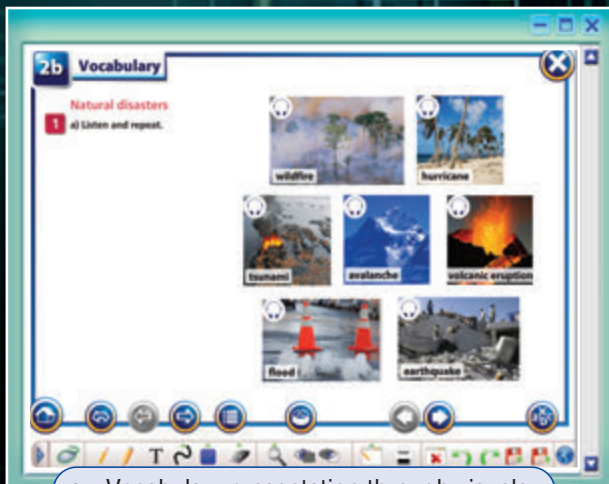 2b Vocabulary
Natural disasters
1 a) Listen and repeat.
wildfire
hurricane
tsunami
avalanche
volcanic eruption
flood
earthquake
T